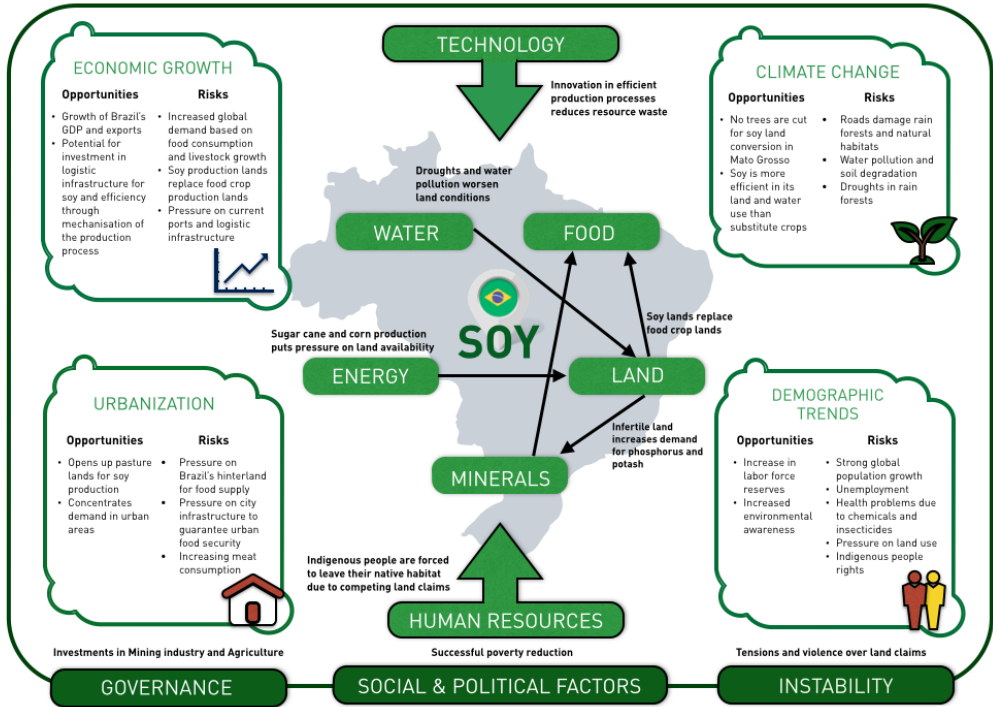 TECHNOLOGY
Innovation in efficient
production processes
reduces resource waste
ECONOMIC GROWTH
Opportunities
• Growth of Brazil's
GDP and exports
• Potential for
investment in
logistic
infrastructure for
soy and efficiency
through
mechanisation of
the production
process
Risks
• Increased global
demand based on
food consumption
and livestock growth
• Soy production lands
replace food crop
production lands
• Pressure on current
ports and logistic
infrastructure
CLIMATE CHANGE
Opportunities
• No trees are cut
for soy land
conversion in
Mato Grosso
• Soy is more
efficient in its
land and water
use than
substitute crops
Risks
• Roads damage rain
forests and natural
habitats
• Water pollution and
soil degradation
• Droughts in rain
forests
Droughts and water
pollution worsen
land conditions
WATER
FOOD
SOY
Soy lands replace
food crop lands
Sugar cane and corn production
puts pressure on land availability
ENERGY
LAND
Infertile land
increases demand
for phosphorus and
potash
MINERALS
URBANIZATION
Opportunities
• Opens up pasture
lands for soy
production
• Concentrates
demand in urban
areas
Risks
• Pressure on
Brazil's hinterland
for food supply
• Pressure on city
infrastructure to
guarantee urban
food security
• Increasing meat
consumption
DEMOGRAPHIC
TRENDS
Opportunities
• Increase in
labor force
reserves
• Increased
environmental
awareness
Risks
• Strong global
population growth
• Unemployment
• Health problems due
to chemicals and
insecticides
• Pressure on land use
• Indigenous people
rights
Indigenous people are forced
to leave their native habitat
due to competing land claims
HUMAN RESOURCES
Investments in Mining industry and Agriculture
GOVERNANCE
Successful poverty reduction
SOCIAL & POLITICAL FACTORS
Tensions and violence over land claims
INSTABILITY